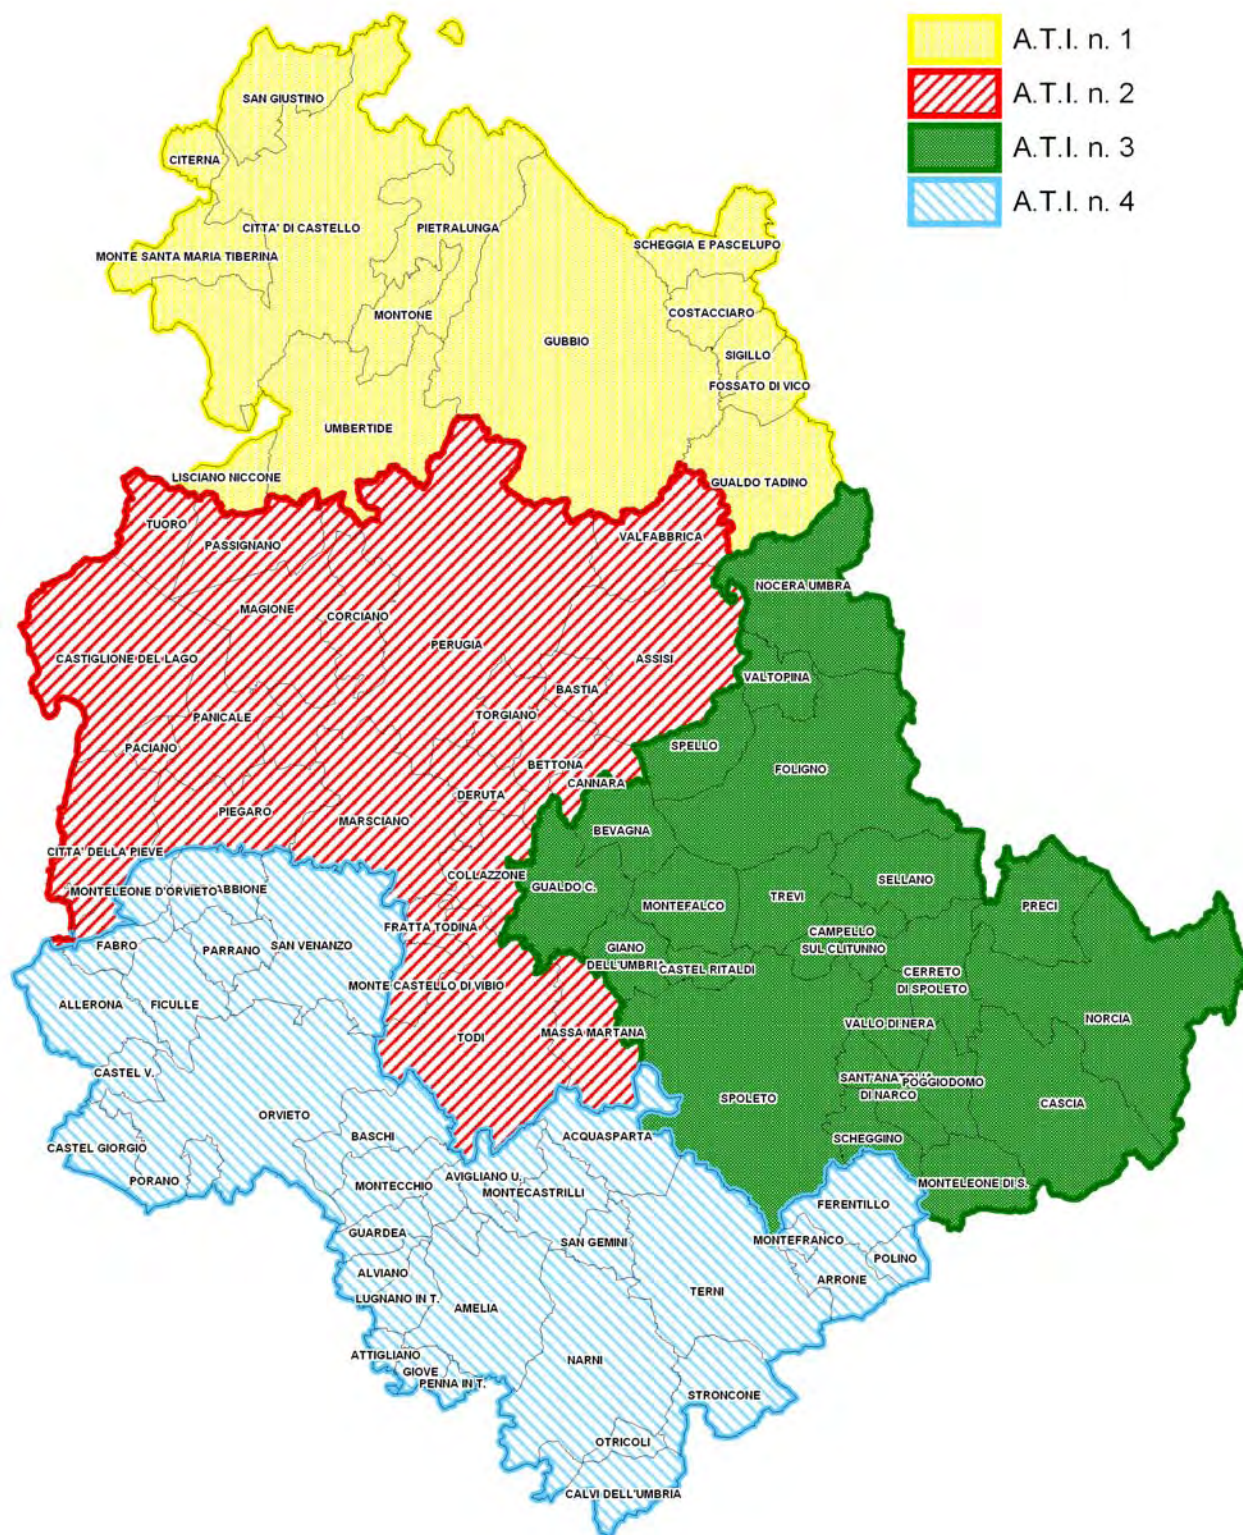 A.T.I. n. 1
A.T.I. n. 2
A.T.I. n. 3
A.T.I. n. 4
SAN GIUSTINO
CITERNA
CITTA' DI CASTELLO
PIETRALUNGA
MONTE SANTA MARIA TIBERINA
SCHEGGIA E PASCELUPO
MONTONE
COSTACCIARO
GUBBIO
SIGILLO
FOSSATO DI VICO
UMBERTIDE
LISCIANO NICCONE
GUALDO TADINO
TUORO
PASSIGNANO
VALFABBRICA
NOCERA UMBRA
MAGIONE
CORCIANO
PERUGIA
CASTIGLIONE DEL LAGO
ASSISI
VALTOPINA
BASTIA
PANICALE
TORGIANO
PACIANO
SPELLO
BETTONA
FOLIGNO
CANNARA
DERUTA
PIEGARO
MARSCIANO
BEVAGNA
CITTA' DELLA PIEVE
COLLAZZONE
GUALDO C.
MONTELEONE D'ORVIETO
ABBIONE
TREVI
SELLANO
MONTEFALCO
PRECI
FRATTA TODINA
CAMPELLO
SUL CLITUNNO
FABRO
PARRANO
SAN VENANZO
GIANO
DELL'UMBRIA
CASTEL RITALDI
CERRETO
DI SPOLETO
MONTE CASTELLO DI VIBIO
ALLERONA
FICULLE
NORCIA
VALLO DI NERA
TODI
MASSA MARTANA
CASTEL V.
SANT'ANATOLIA
DI NARCO
POGGIODOMO
SPOLETO
CASCIA
ORVIETO
BASCHI
ACQUASPARTA
SCHEGGINO
CASTEL GIORGIO
PORANO
AVIGLIANO U.
MONTECCHIO
MONTECASTRILLI
MONTELEONE DI S.
FERENTILLO
GUARDEA
SAN GEMINI
MONTEFRANCO
POLINO
ALVIANO
ARRONE
LUGNANO IN T.
AMELIA
TERNI
ATTIGLIANO
GIOVE
PENNA IN T.
NARNI
STRONCONE
OTRICOLI
CALVI DELL'UMBRIA